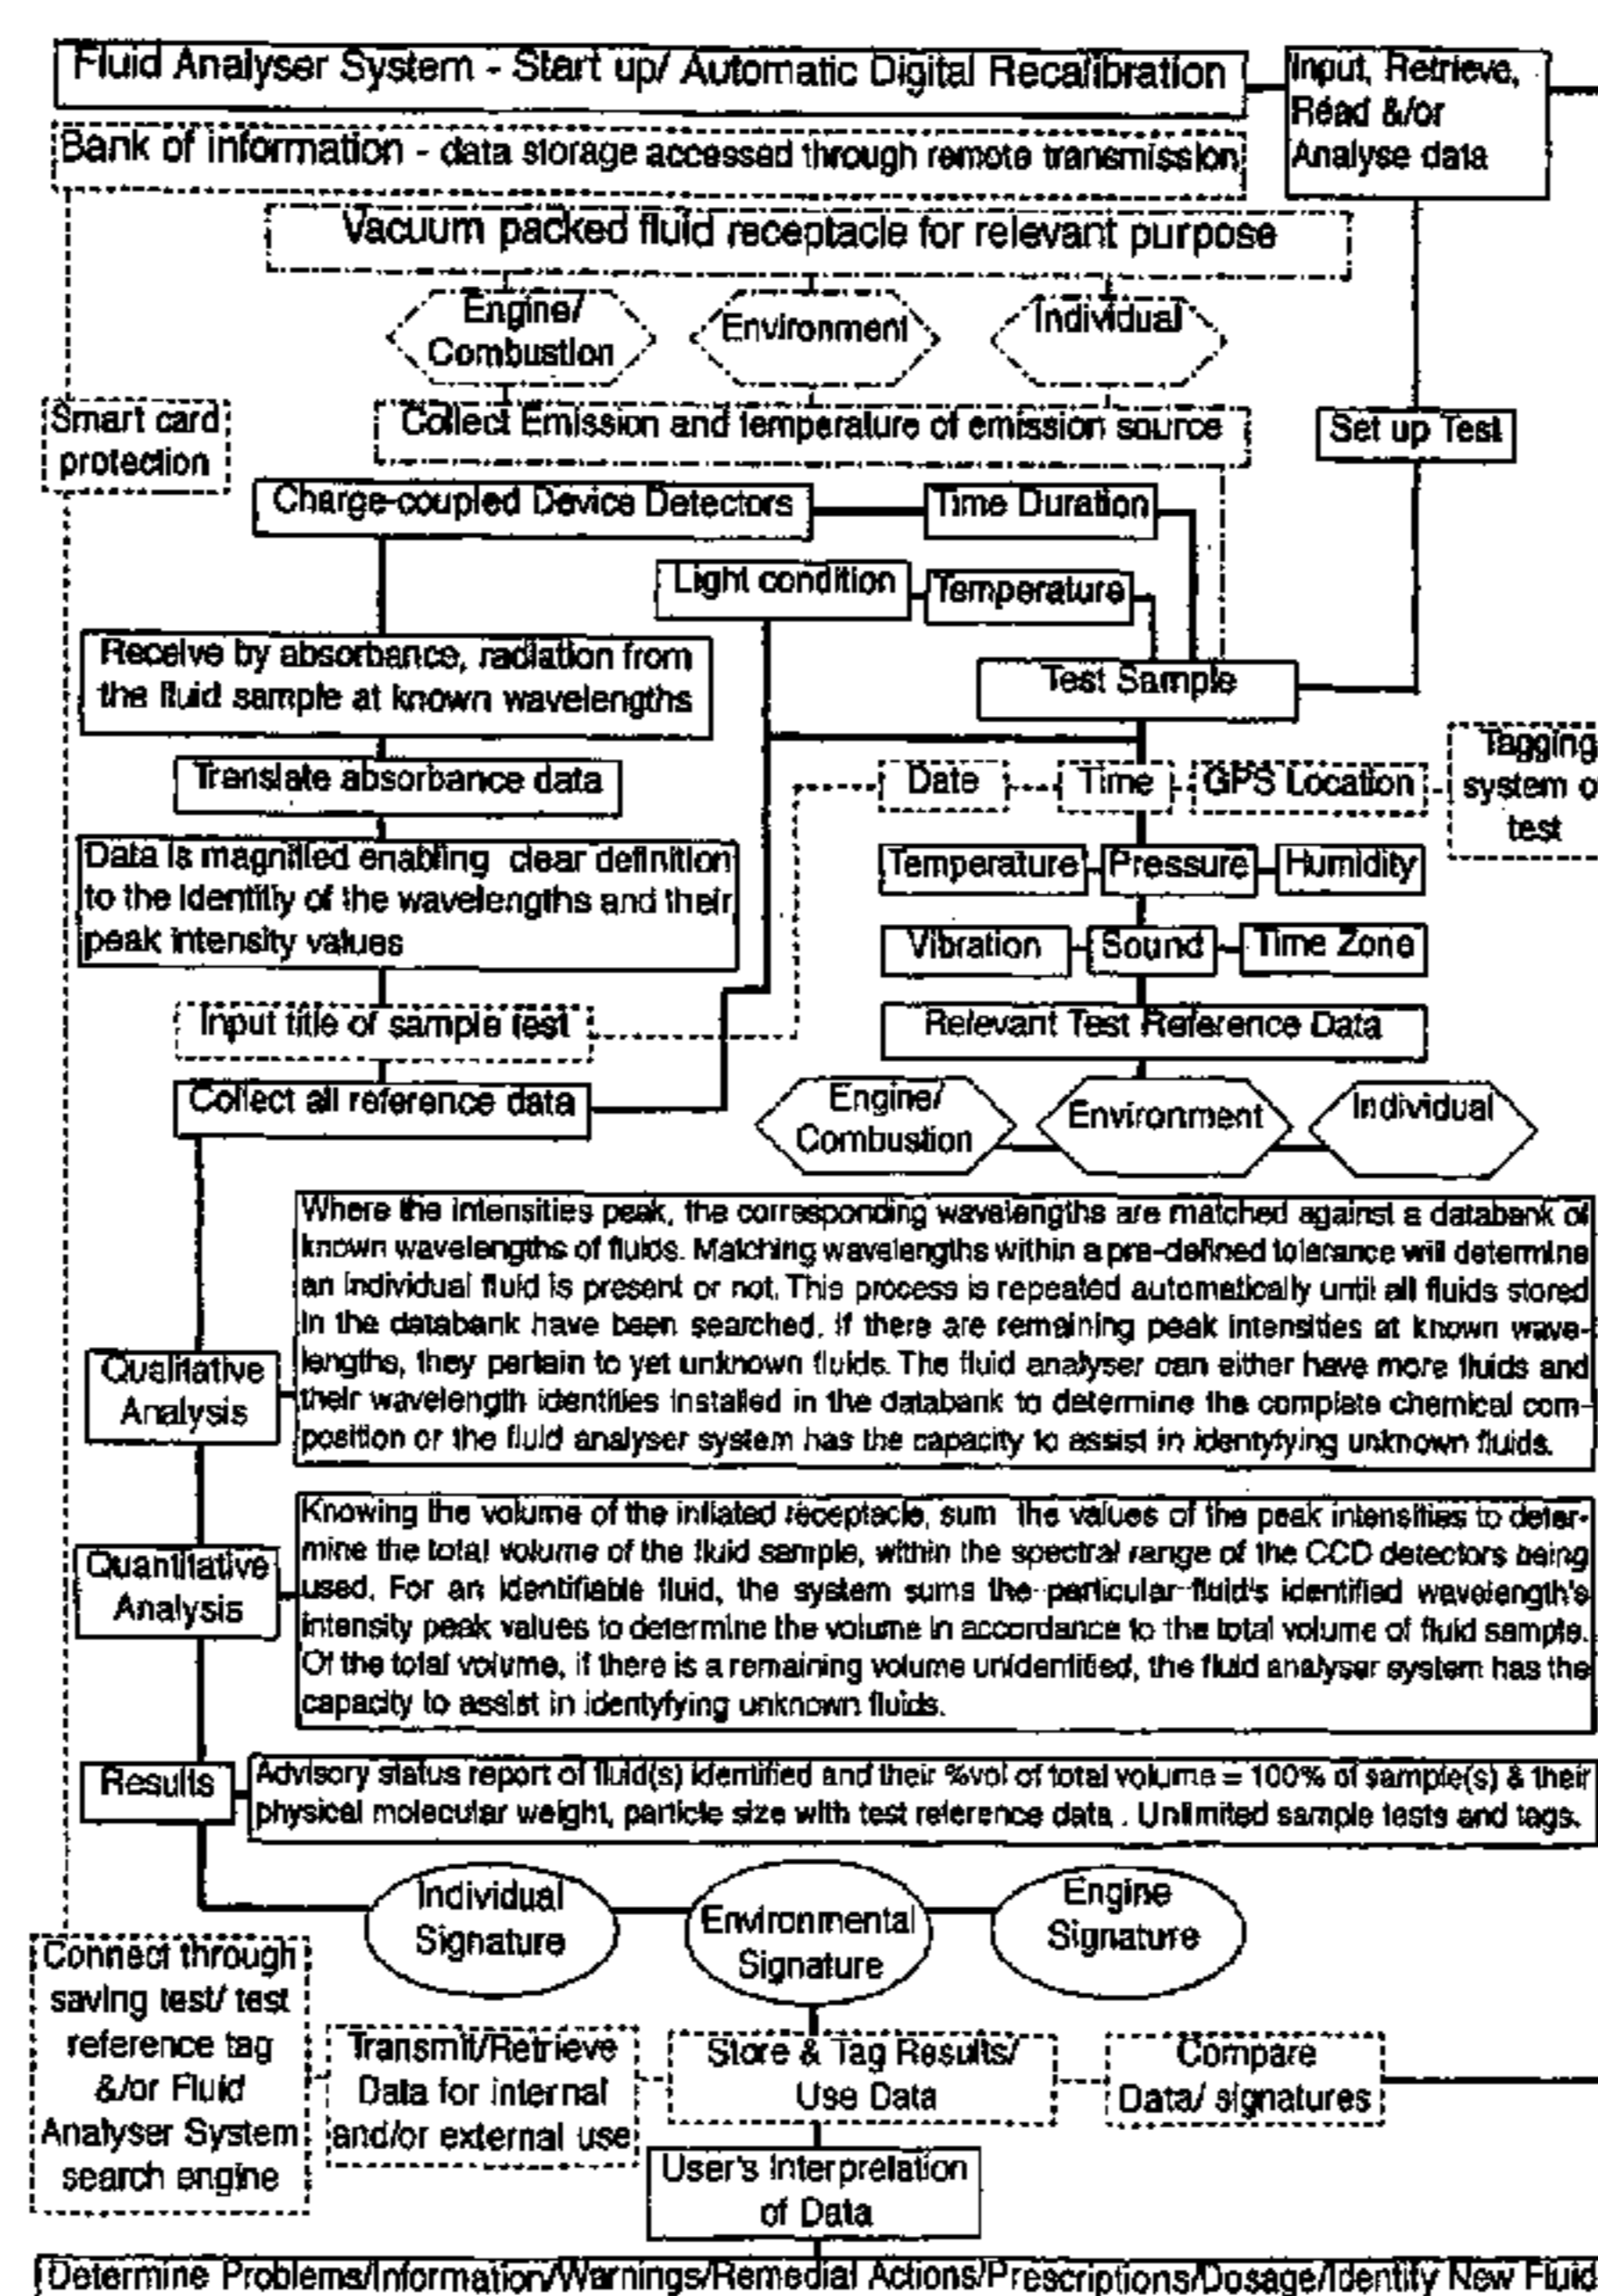 Fluid Analyser System - Start up/ Automatic Digital Recalibration
Input, Retrieve,
Read &/or
Analyse data
Bank of information - data storage accessed through remote transmission
Vacuum packed fluid receptacle for relevant purpose
Engine/
Combustion
Environment
Individual
Smart card
protection
Collect Emission and temperature of emission source
Set up Test
Charge-coupled Device Detectors
Time Duration
Light condition
Temperature
Receive by absorbance, radiation from
the fluid sample at known wavelengths
Test Sample
Translate absorbance data
Date
Time
GPS Location
Tagging
system o
test
Data is magnified enabling clear definition
to the identitiy of the wavelengths and their
peak intensity values
Temperature
Pressure
Humidity
Vibration
Sound
Time Zone
Input title of sample test
Relevant Test Reference Data
Collect all reference data
Engine/
Combustion
Environment
Individual
Where the intensities peak, the corresponding wavelengths are matched against a databank of
known wavelengths of fluids. Matching wavelengths within a pre-defined tolerance will determine
an individual fluid is present or not. This process is repeated automatically until all fluids stored
in the databank have been searched. If there are remaining peak intensities at known wave-
lengths, they pertain to yet unknown fluids. The fluid analyser can either have more fluids and
their wavelength identities installed in the databank to determine the complete chemical com-
position or the fluid analyser system has the capacity to assist in identyfying unknown fluids.
Qualitative
Analysis
Knowing the volume of the inflated receptacle, sum the values of the peak intensities to deter-
mine the total volume of the fluid sample, within the spectral range of the CCD detectors being
used. For an identifiable fluid, the system sums the particular fluid's identified wavelength's
intensity peak values to determine the volume in accordance to the total volume of fluid sample.
Of the total volume, if there is a remaining volume unidentified, the fluid analyser system has the
capacity to assist in identyfying unknown fluids.
Quantitative
Analysis
Results
Advisory status report of fluid(s) identified and their %vol of total volume = 100% of sample(s) & their
physical molecular weight, particle size with test reference data . Unlimited sample tests and tags.
Individual
Signature
Environmental
Signature
Engine
Signature
Connect through
saving test/ test
reference tag
&/or Fluid
Analyser System
search engine
Transmit/Retrieve
Data for internal
and/or external use
Store & Tag Results/
Use Data
Compare
Data/ signatures
User's Interpretation
of Data
Determine Problems/Information/Warnings/Remedial Actions/Prescriptions/Dosage/Identify New Fluid